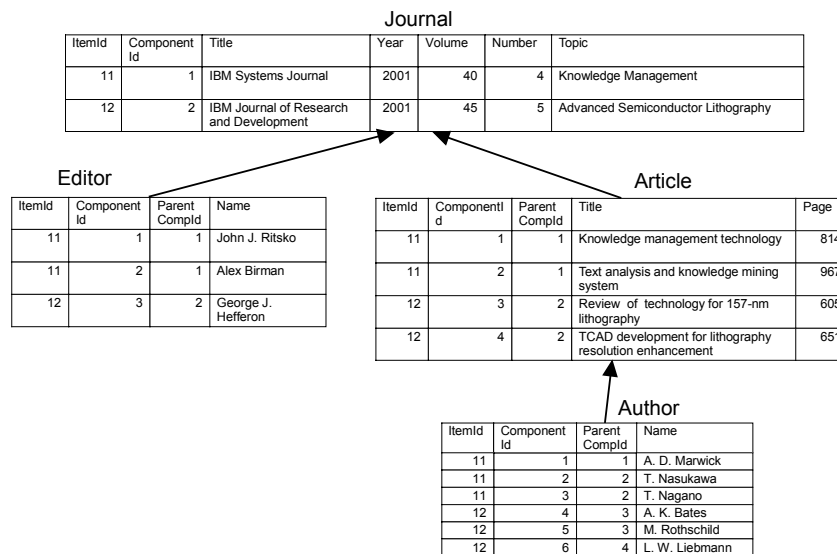 Journal
ItemId Component Id Title Year Volume Number Topic
11 1 IBM Systems Journal 2001 40 4 Knowledge Management
12 2 IBM Journal of Research and Development 2001 45 5 Advanced Semiconductor Lithography
Editor
ItemId Component Id Parent CompId Name
11 1 1 John J. Ritsko
11 2 1 Alex Birman
12 3 2 George J. Hefferon
Article
ItemId ComponentI d Parent CompId Title Page
11 1 1 Knowledge management technology 814
11 2 1 Text analysis and knowledge mining system 967
12 3 2 Review of technology for 157-nm lithography 605
12 4 2 TCAD development for lithography resolution enhancement 651
Author
ItemId Component Id Parent CompId Name
11 1 1 A. D. Marwick
11 2 2 T. Nasukawa
11 3 2 T. Nagano
12 4 3 A. K. Bates
12 5 3 M. Rothschild
12 6 4 L. W. Liebmann